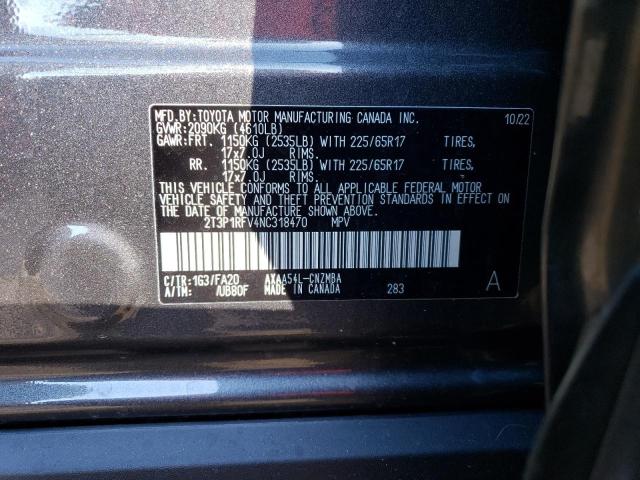 MFD.BY:TOYOTA MOTOR MANUFACTURING CANADA INC. 10/22
GVWR:2090KG (4610LB)
GAWR:FRT. 1150KG (2535LB) WITH 225/65R17 TIRES,
17x7.0J RIMS.
RR. 1150KG (2535LB) WITH 225/65R17 TIRES,
17x7.0J RIMS.
THIS VEHICLE CONFORMS TO ALL APPLICABLE FEDERAL MOTOR
VEHICLE SAFETY AND THEFT PREVENTION STANDARDS IN
EFFECT ON THE DATE OF MANUFACTURE SHOWN ABOVE.
2T3P1RFV4NC318470 MPV
C/TR:1G3/FA20 AXAA54L-CNZMBA
A/TM: /UB80F MADE IN CANADA 283 A